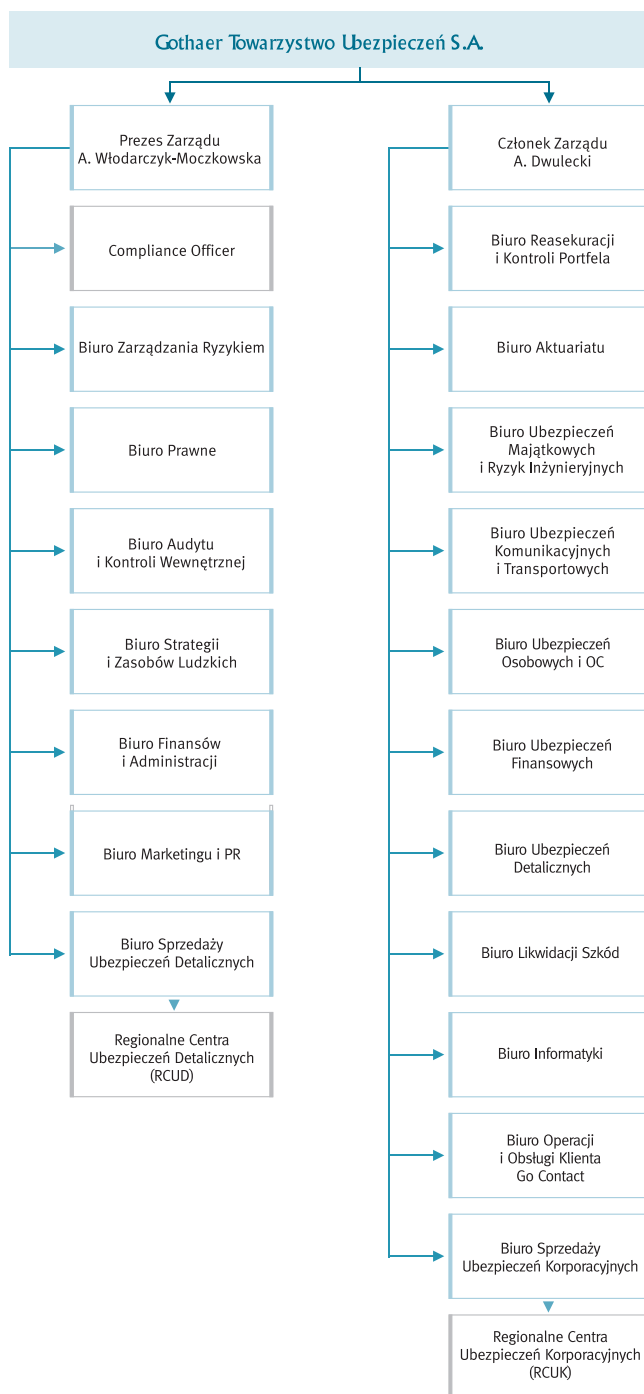 Gothaer Towarzystwo Ubezpieczeń S.A.
Prezes Zarządu
A. Włodarczyk-Moczkowska
Compliance Officer
Biuro Zarządzania Ryzykiem
Biuro Prawne
Biuro Audytu
i Kontroli Wewnętrznej
Biuro Strategii
i Zasobów Ludzkich
Biuro Finansów
i Administracji
Biuro Marketingu i PR
Biuro Sprzedaży
Ubezpieczeń Detalicznych
Regionalne Centra
Ubezpieczeń Detalicznych
(RCUD)
Członek Zarządu
A. Dwulecki
Biuro Reasekuracji
i Kontroli Portfela
Biuro Aktuariatu
Biuro Ubezpieczeń
Majątkowych
i Ryzyk Inżynieryjnych
Biuro Ubezpieczeń
Komunikacyjnych
i Transportowych
Biuro Ubezpieczeń
Osobowych i OC
Biuro Ubezpieczeń
Finansowych
Biuro Ubezpieczeń
Detalicznych
Biuro Likwidacji Szkód
Biuro Informatyki
Biuro Operacji
i Obsługi Klienta
Go Contact
Biuro Sprzedaży
Ubezpieczeń Korporacyjnych
Regionalne Centra
Ubezpieczeń Korporacyjnych
(RCUK)